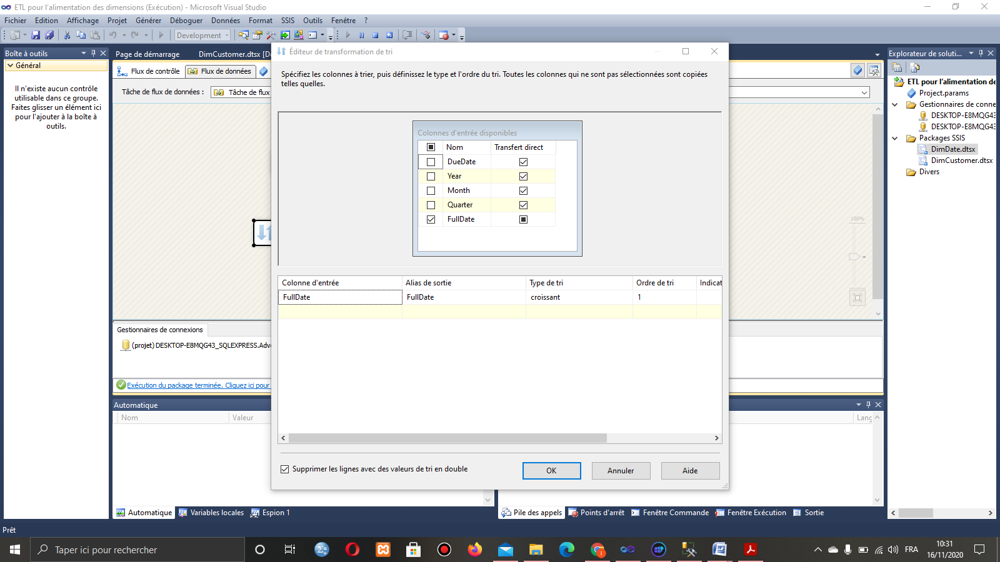 ETL pour l'alimentation des dimensions (Exécution) - Microsoft Visual Studio
Fichier Edition Affichage Projet Générer Déboguer Données Format SSIS Outils Fenêtre ?
Development
Boîte à outils
Général
Il n'existe aucun contrôle
utilisable dans ce groupe.
Faites glisser un élément ici
pour l'ajouter à la boîte à
outils.
Page de démarrage DimCustomer.dtsx [D
Flux de contrôle Flux de données
Tâche de flux de données : Tâche de flux
Éditeur de transformation de tri
Spécifiez les colonnes à trier, puis définissez le type et l'ordre du tri. Toutes les colonnes qui ne sont pas sélectionnées sont copiées
telles quelles.
Colonnes d'entrée disponibles
Nom Transfert direct
DueDate
Year
Month
Quarter
FullDate
Colonne d'entrée Alias de sortie Type de tri Ordre de tri Indicat
FullDate FullDate croissant 1
Supprimer les lignes avec des valeurs de tri en double
OK Annuler Aide
100%
Gestionnaires de connexions
(projet) DESKTOP-E8MQG43_SQLEXPRESS.Adv
Exécution du package terminée. Cliquez ici pour
Automatique
Nom Valeur
Lang
Automatique Variables locales Espion 1
Pile des appels Points d'arrêt Fenêtre Commande Fenêtre Exécution Sortie
Explorateur de soluti...
ETL pour l'alimentation de
Project.params
Gestionnaires de conne
DESKTOP-E8MQG43
DESKTOP-E8MQG43
Packages SSIS
DimDate.dtsx
DimCustomer.dtsx
Divers
Prêt
Taper ici pour rechercher
FRA
10:31
16/11/2020